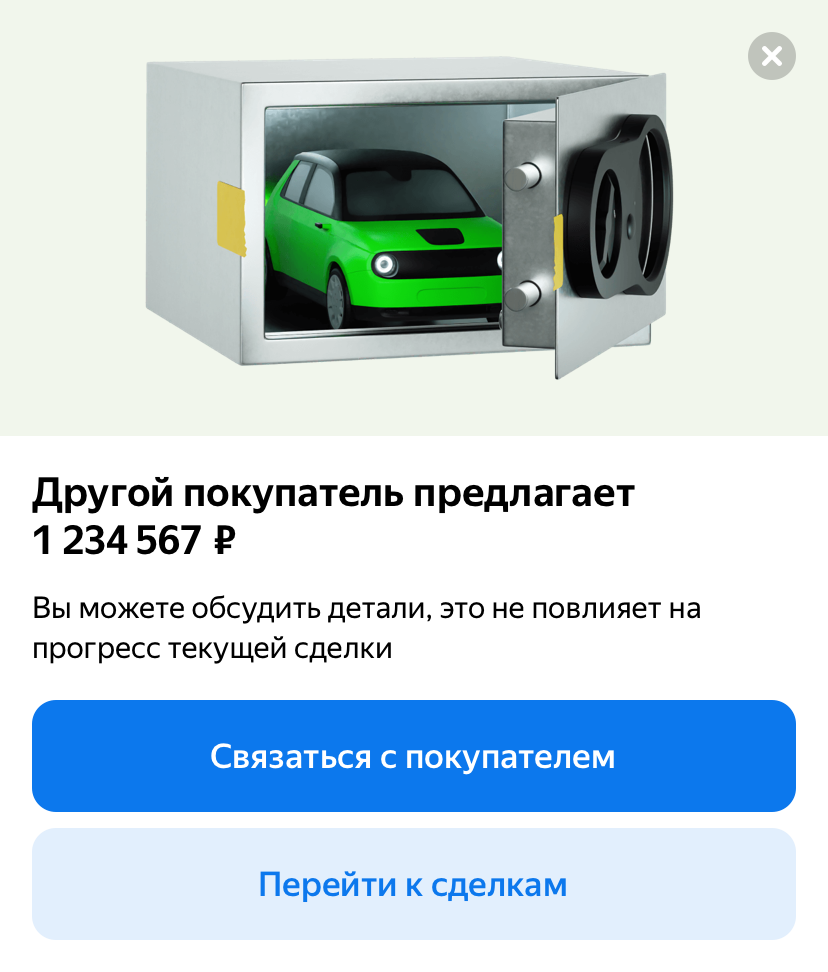 Другой покупатель предлагает
1 234 567 ₽
Вы можете обсудить детали, это не повлияет на
прогресс текущей сделки
Связаться с покупателем
Перейти к сделкам